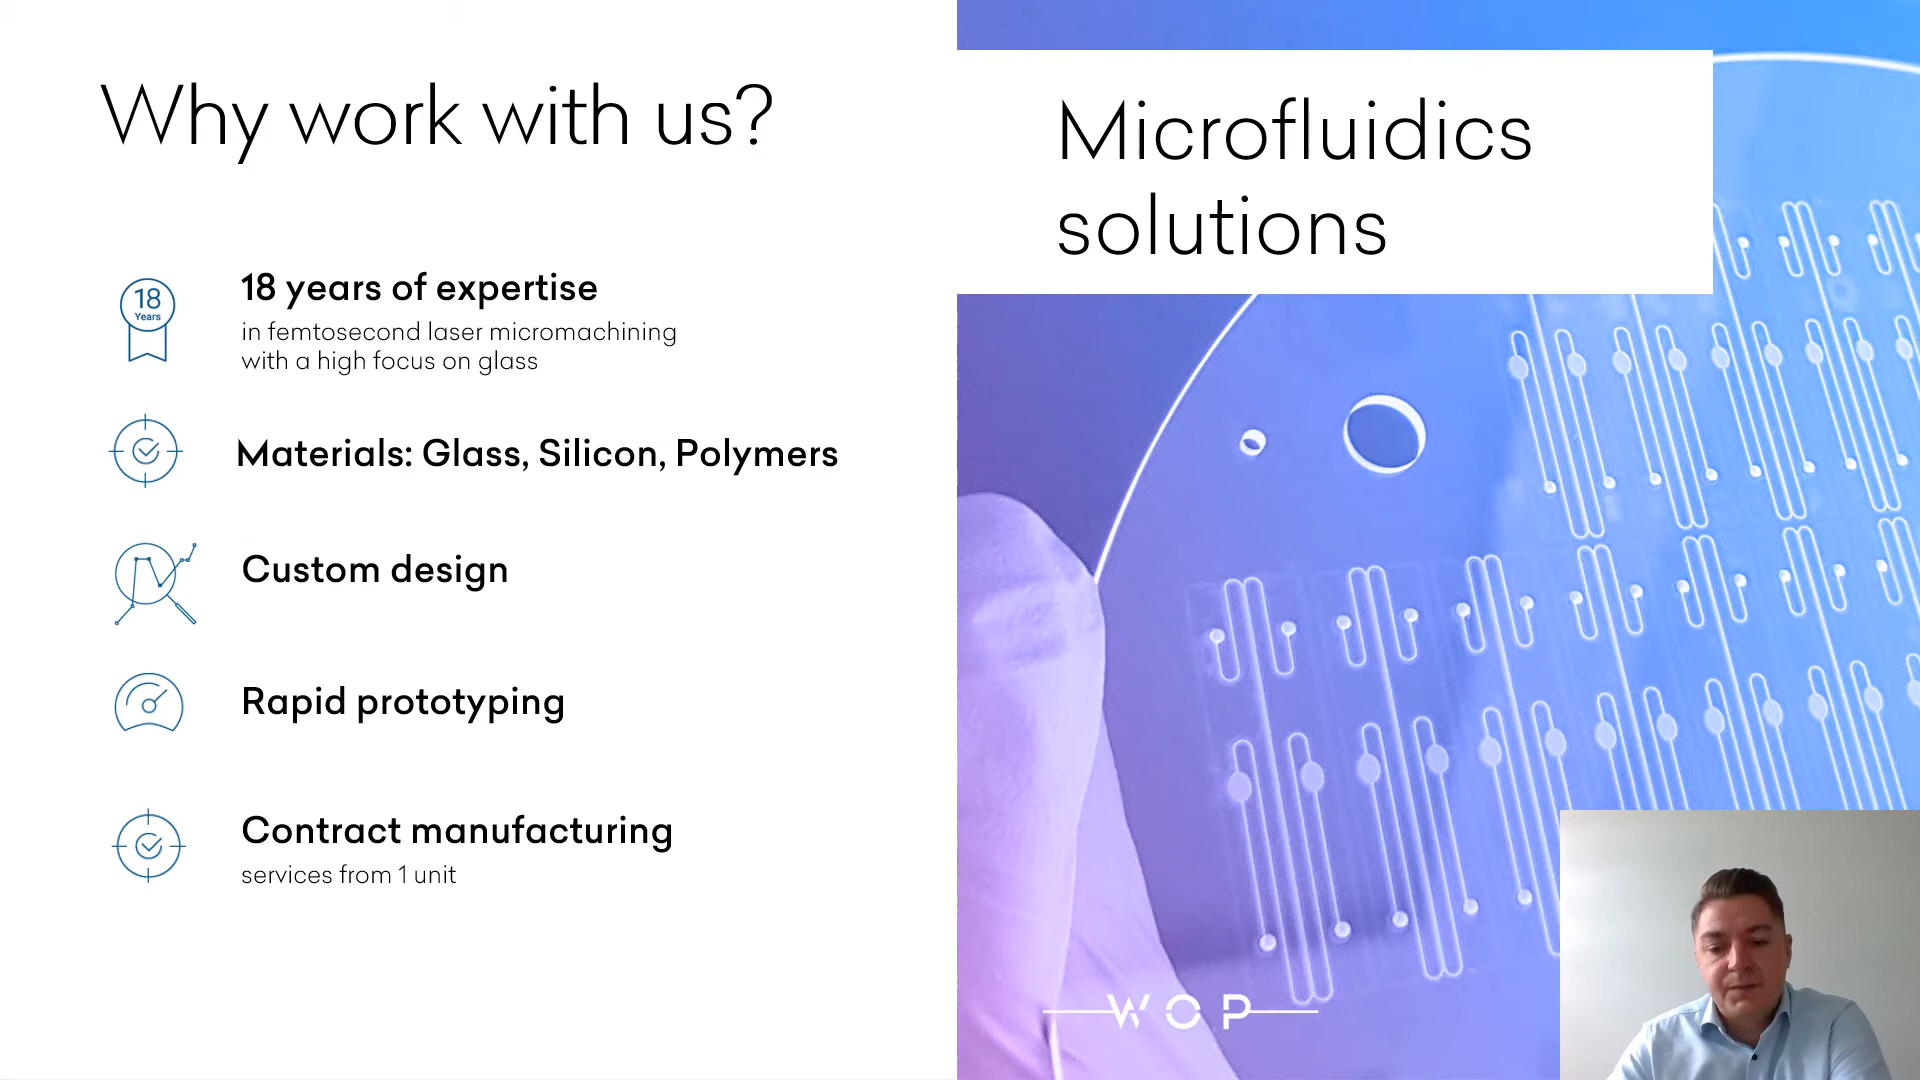 Why work with us?
18
Years
18 years of expertise
in femtosecond laser micromachining
with a high focus on glass
Materials: Glass, Silicon, Polymers
Custom design
Rapid prototyping
Contract manufacturing
services from 1 unit
Microfluidics
solutions
WOP